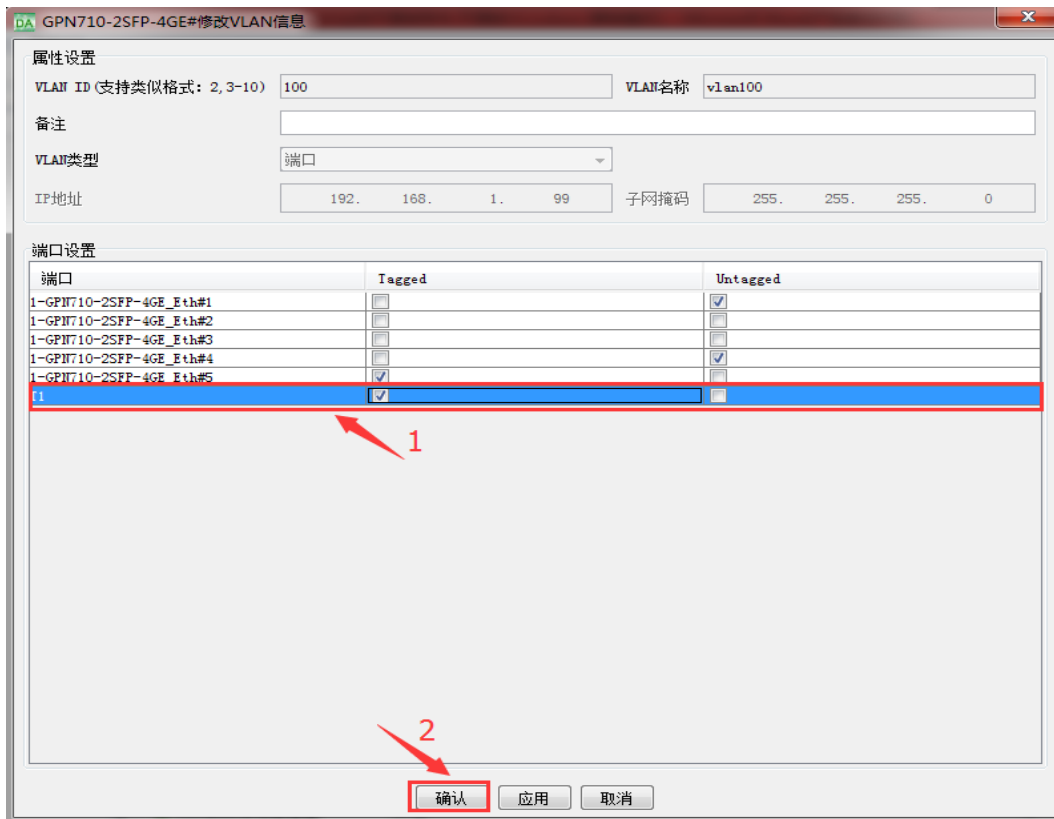 DA GPN710-2SFP-4GE#修改VLAN信息
属性设置
VLAN ID(支持类似格式: 2,3-10) 100 VLAN名称 vlan100
备注
VLAN类型 端口
IP地址 192. 168. 1. 99 子网掩码 255. 255. 255. 0
端口设置
端口 Tagged Untagged
1-GPN710-2SFP-4GE_Eth#1
1-GPN710-2SFP-4GE_Eth#2
1-GPN710-2SFP-4GE_Eth#3
1-GPN710-2SFP-4GE_Eth#4
1-GPN710-2SFP-4GE_Eth#5
1
2
确认 应用 取消